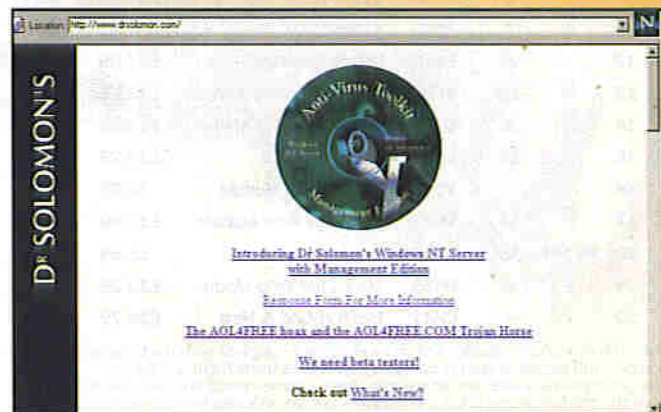 Location: http://www.drsolomon.com/
N
DR SOLOMON'S
Anti-Virus Toolkit
Management Edition
Introducing Dr Solomon's Windows NT Server
with Management Edition
Response Form For More Information
The AOL4FREE hoax and the AOL4FREE.COM Trojan Horse
We need beta testers!
Check out What's New?